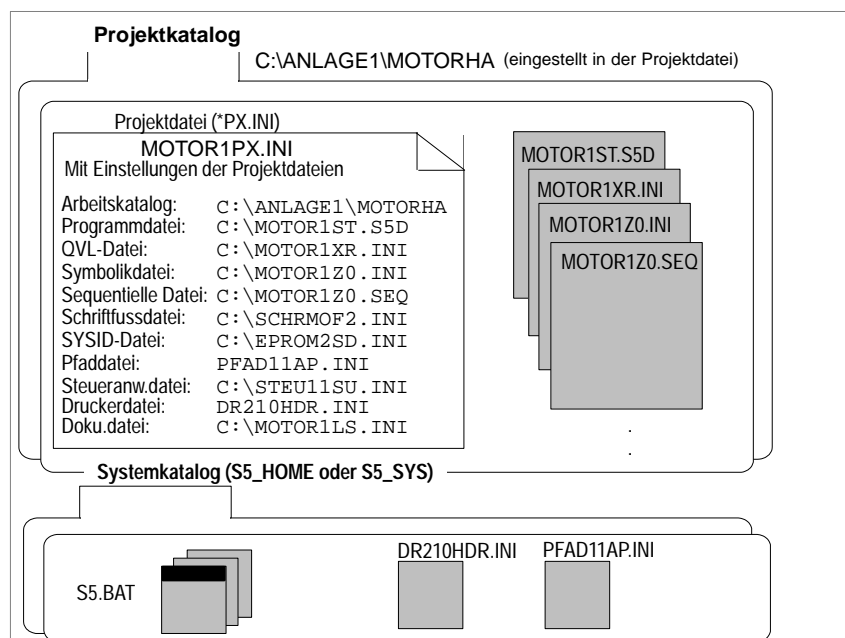 Projektkatalog
C:\ANLAGE1\MOTORHA (eingestellt in der Projektdatei)
Projektdatei (*PX.INI)
MOTOR1PX.INI
Mit Einstellungen der Projektdateien
Arbeitskatalog: C:\ANLAGE1\MOTORHA
Programmdatei: C:\MOTOR1ST.S5D
QVL-Datei: C:\MOTOR1XR.INI
Symbolikdatei: C:\MOTOR1Z0.INI
Sequentielle Datei: C:\MOTOR1Z0.SEQ
Schriftfussdatei: C:\SCHRMOF2.INI
SYSID-Datei: C:\EPROM2SD.INI
Pfaddatei: PFAD11AP.INI
Steueranw.datei: C:\STEU11SU.INI
Druckerdatei: DR210HDR.INI
Doku.datei: C:\MOTOR1LS.INI
MOTOR1ST.S5D
MOTOR1XR.INI
MOTOR1Z0.INI
MOTOR1Z0.SEQ
.
.
Systemkatalog (S5_HOME oder S5_SYS)
S5.BAT
DR210HDR.INI
PFAD11AP.INI